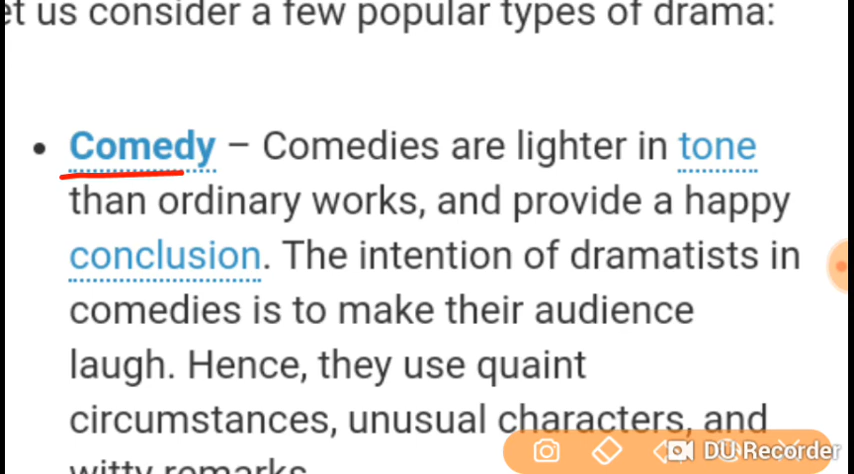 et us consider a few popular types of drama:
• Comedy – Comedies are lighter in tone
than ordinary works, and provide a happy
conclusion. The intention of dramatists in
comedies is to make their audience
laugh. Hence, they use quaint
circumstances, unusual characters, and
witty remarks.
DU Recorder